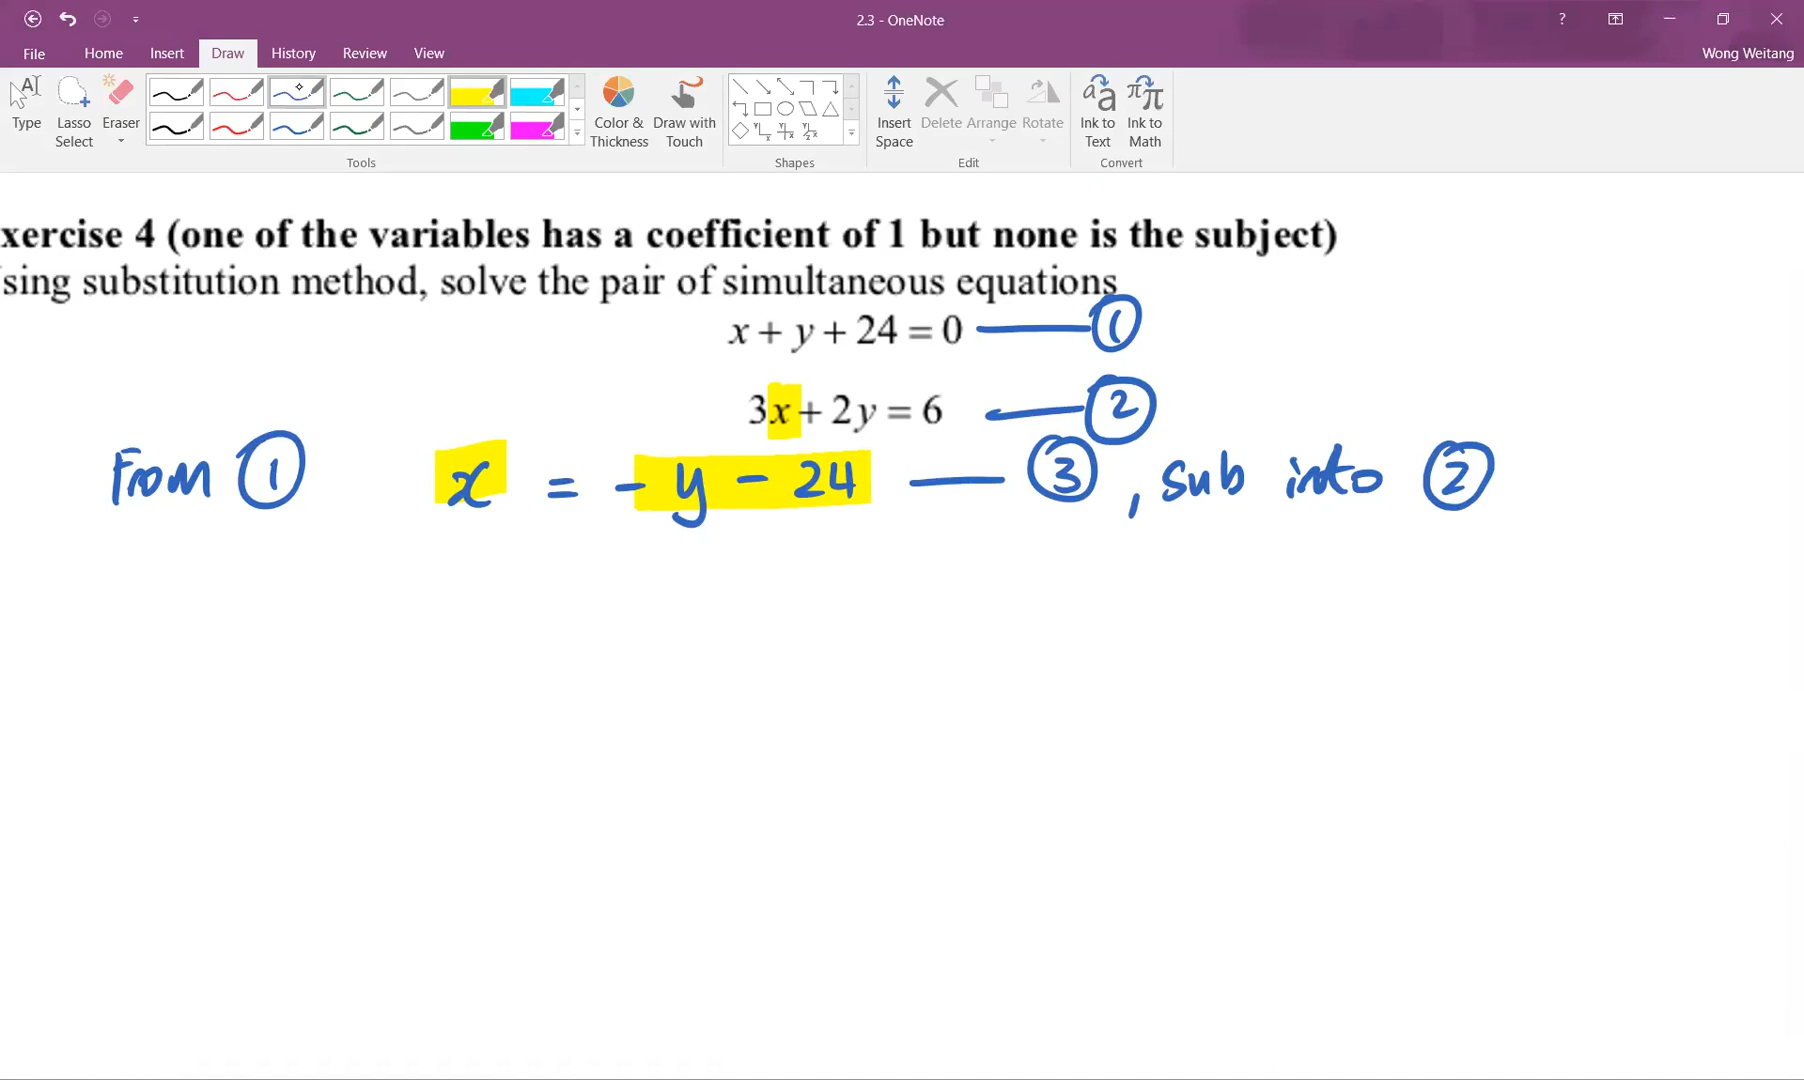 2.3 - OneNote
?
File Home Insert Draw History Review View Wong Weitang
Type Lasso Select Eraser Color & Thickness Draw with Touch Insert Space Delete Arrange Rotate Ink to Text Ink to Math
Tools Shapes Edit Convert
xercise 4 (one of the variables has a coefficient of 1 but none is the subject)
sing substitution method, solve the pair of simultaneous equations
x + y + 24 = 0 —— ①
3x + 2y = 6 —— ②
From ① x = - y - 24 —— ③, sub into ②